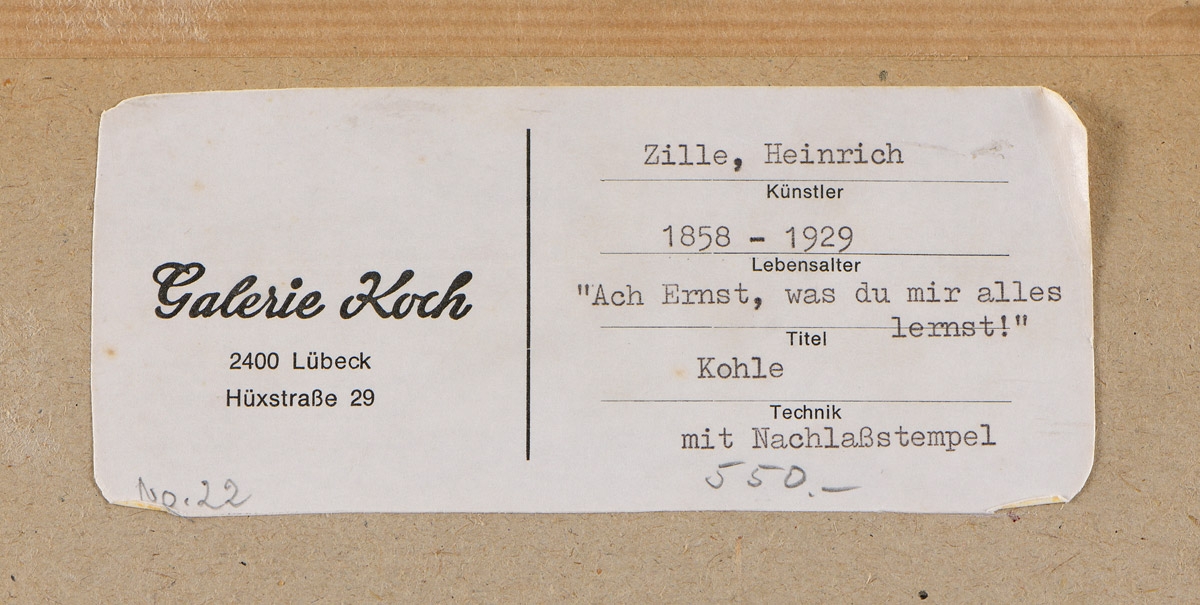 Galerie Koch
2400 Lübeck
Hüxstraße 29
No. 22
Zille, Heinrich
Künstler
1858 - 1929
Lebensalter
"Ach Ernst, was du mir alles
lernst!"
Titel
Kohle
Technik
mit Nachlaßstempel
550.—